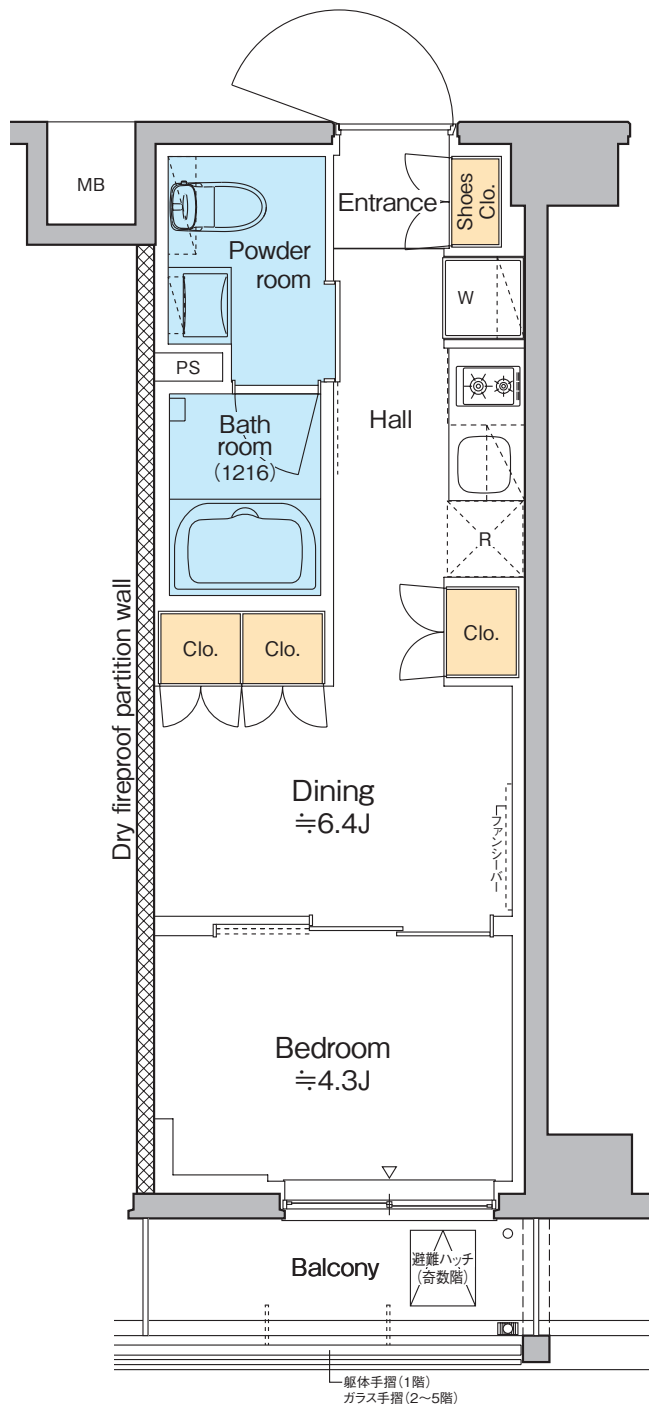 MB
Entrance
Shoes
Clo.
Powder
room
W
PS
Hall
Bath
room
(1216)
R
Clo.
Clo.
Clo.
Dry fireproof partition wall
Dining
≒6.4J
ファンシーバー
Bedroom
≒4.3J
Balcony
避難ハッチ
(奇数階)
躯体手摺(1階)
ガラス手摺(2〜5階)